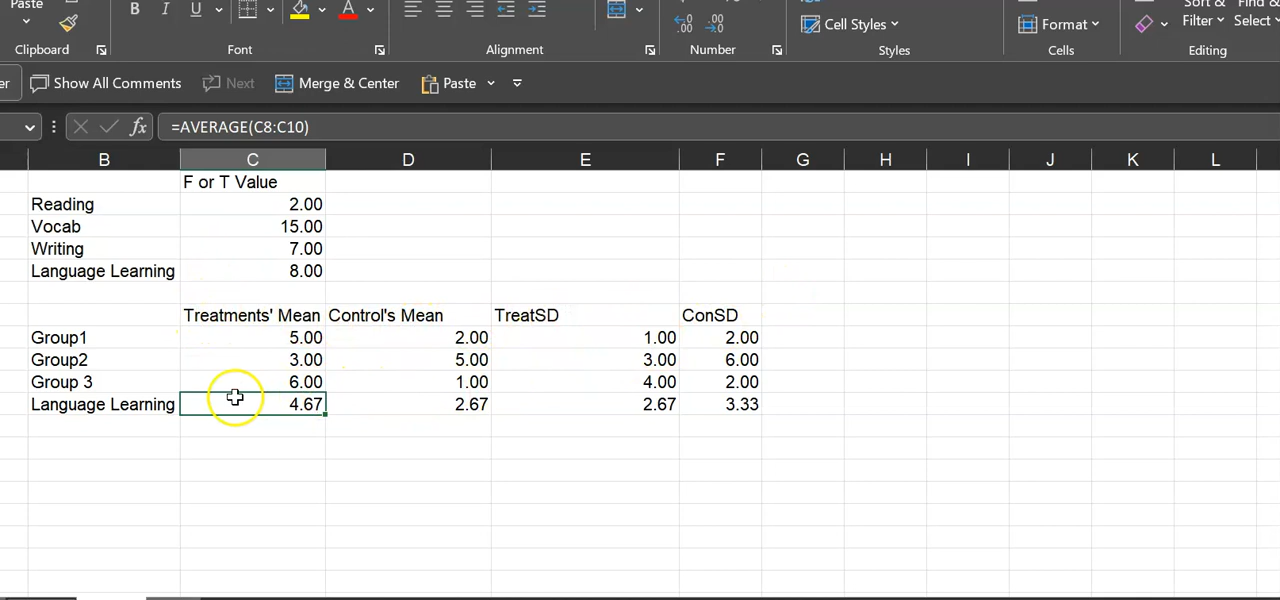 Paste
B I U A
Cell Styles
Format
Sort &
Filter
Find &
Select
Clipboard Font Alignment Number Styles Cells Editing
er Show All Comments Next Merge & Center Paste
fx =AVERAGE(C8:C10)
B C D E F G H I J K L
F or T Value
Reading 2.00
Vocab 15.00
Writing 7.00
Language Learning 8.00
Treatments' Mean Control's Mean TreatSD ConSD
Group1 5.00 2.00 1.00 2.00
Group2 3.00 5.00 3.00 6.00
Group 3 6.00 1.00 4.00 2.00
Language Learning 4.67 2.67 2.67 3.33